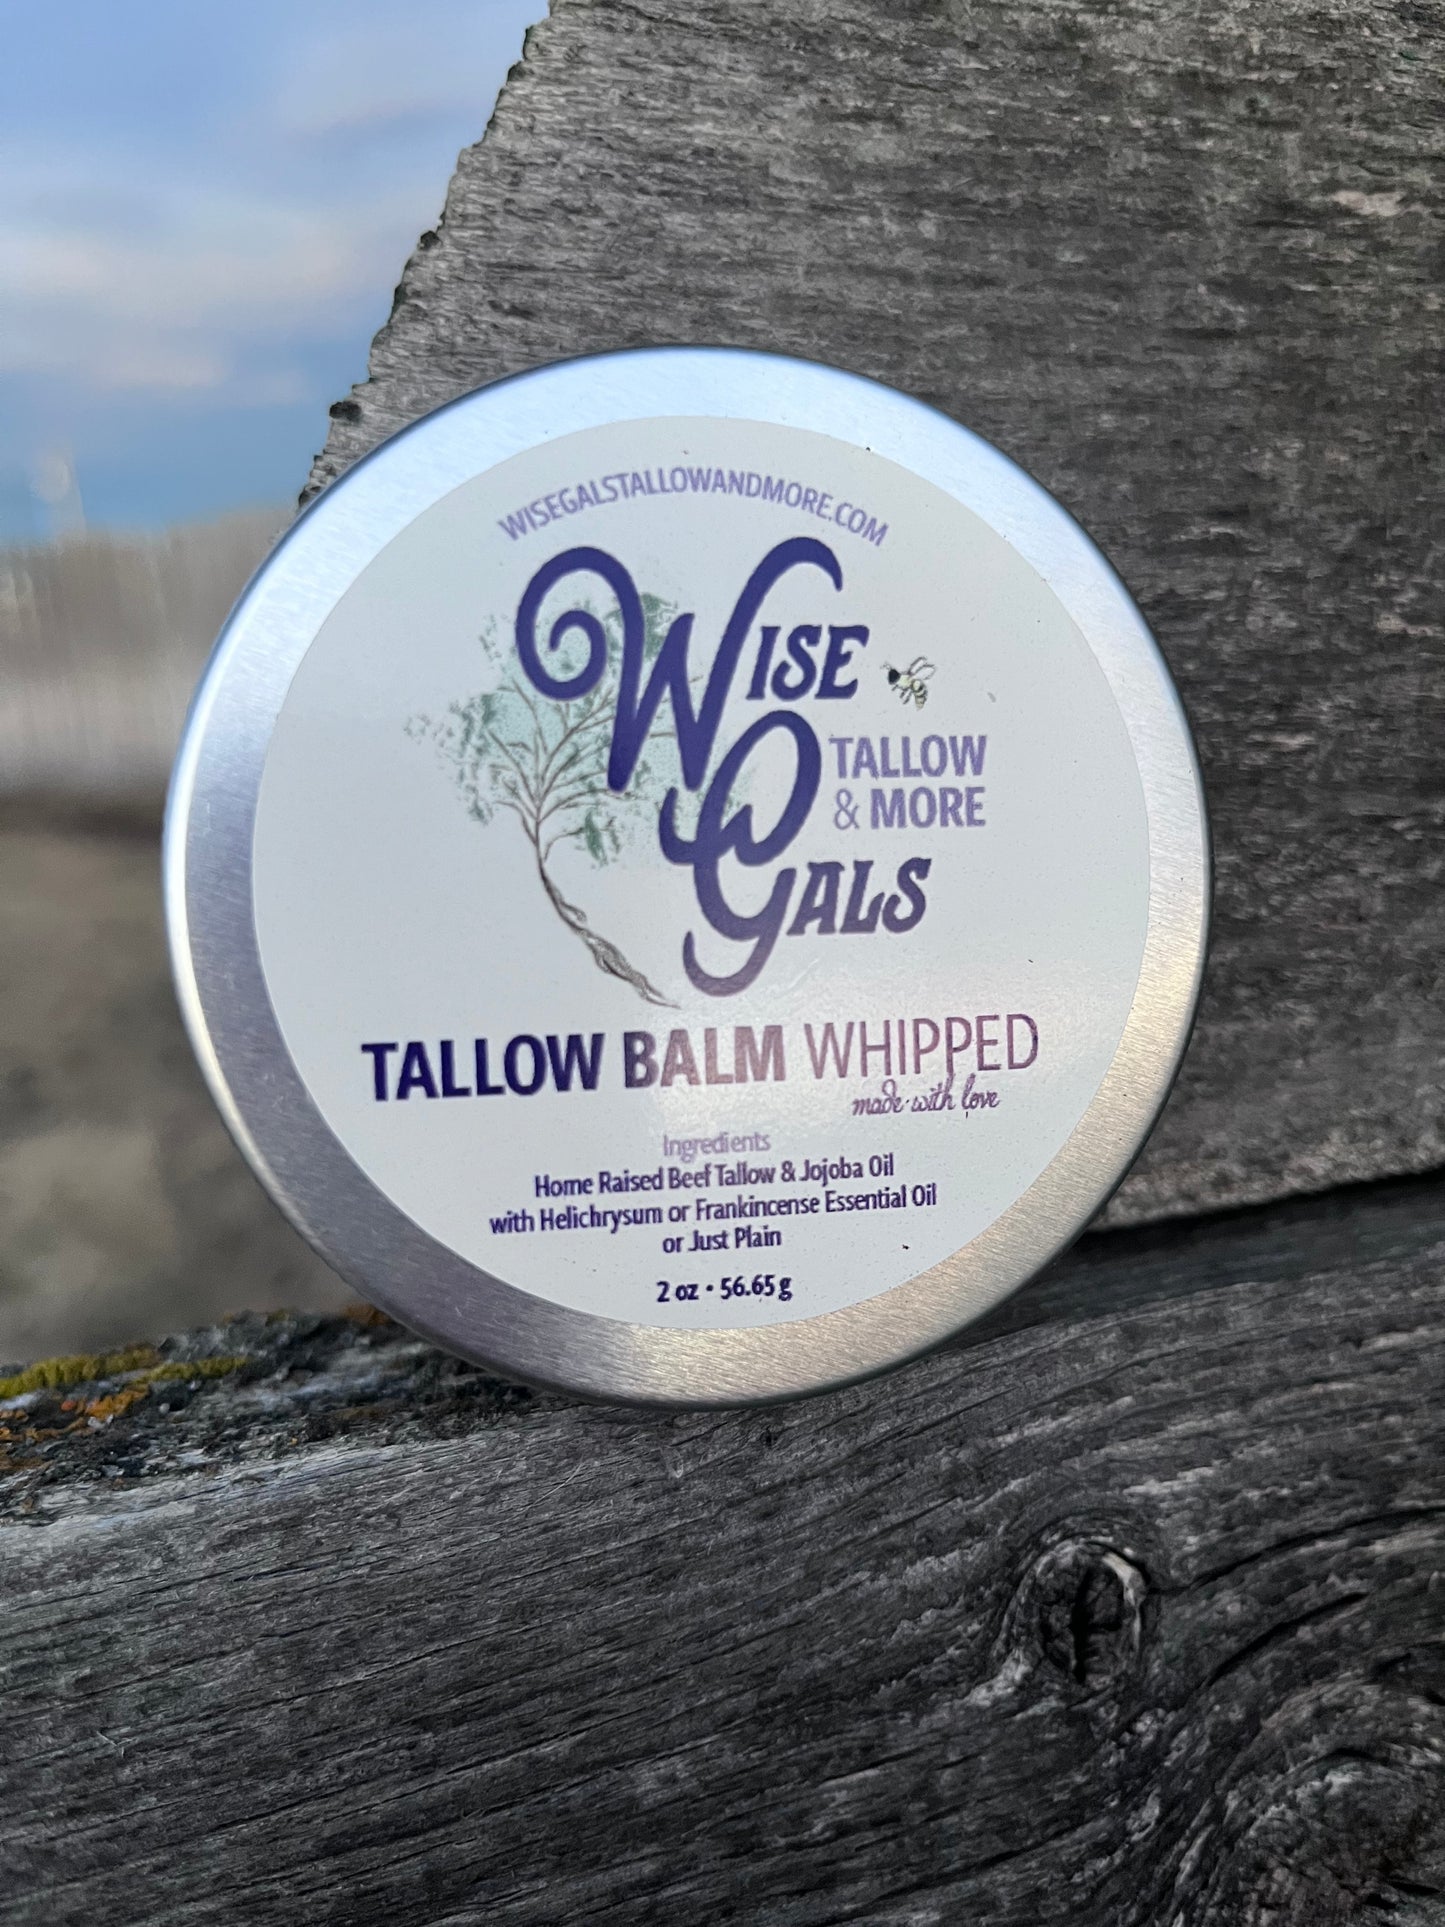 WISEGALSTALLOWANDMORE.COM
WISE
TALLOW
& MORE
GALS
TALLOW BALM WHIPPED
made with love
Ingredients
Home Raised Beef Tallow & Jojoba Oil
with Helichrysum or Frankincense Essential Oil
or Just Plain
2 oz • 56.65 g